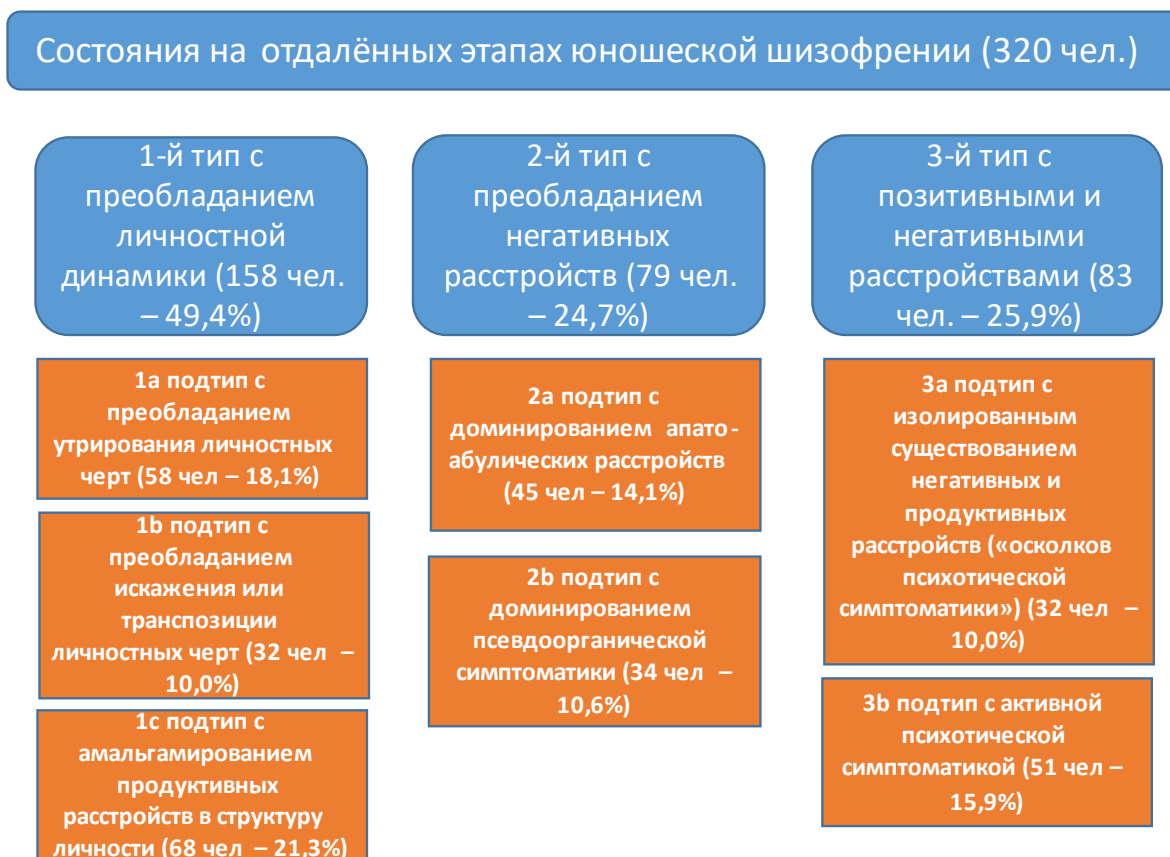 Состояния на отдалённых этапах юношеской шизофрении (320 чел.)
1-й тип с
преобладанием
личностной
динамики (158 чел.
– 49,4%)
2-й тип с
преобладанием
негативных
расстройств (79 чел.
– 24,7%)
3-й тип с
позитивными и
негативными
расстройствами (83
чел. – 25,9%)
1a подтип с
преобладанием
утрирования личностных
черт (58 чел – 18,1%)
1b подтип с
преобладанием
искажения или
транспозиции
личностных черт (32 чел –
10,0%)
1c подтип с
амальгамированием
продуктивных
расстройств в структуру
личности (68 чел – 21,3%)
2a подтип с
доминированием апато-
абулических расстройств
(45 чел – 14,1%)
2b подтип с
доминированием
псевдоорганической
симптоматики (34 чел –
10,6%)
3a подтип с
изолированным
существованием
негативных и
продуктивных
расстройств («осколков
психотической
симптоматики») (32 чел –
10,0%)
3b подтип с активной
психотической
симптоматикой (51 чел –
15,9%)